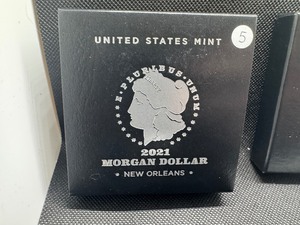 UNITED STATES MINT
5
E · PLURIBUS · UNUM
2021
MORGAN DOLLAR
· NEW ORLEANS ·